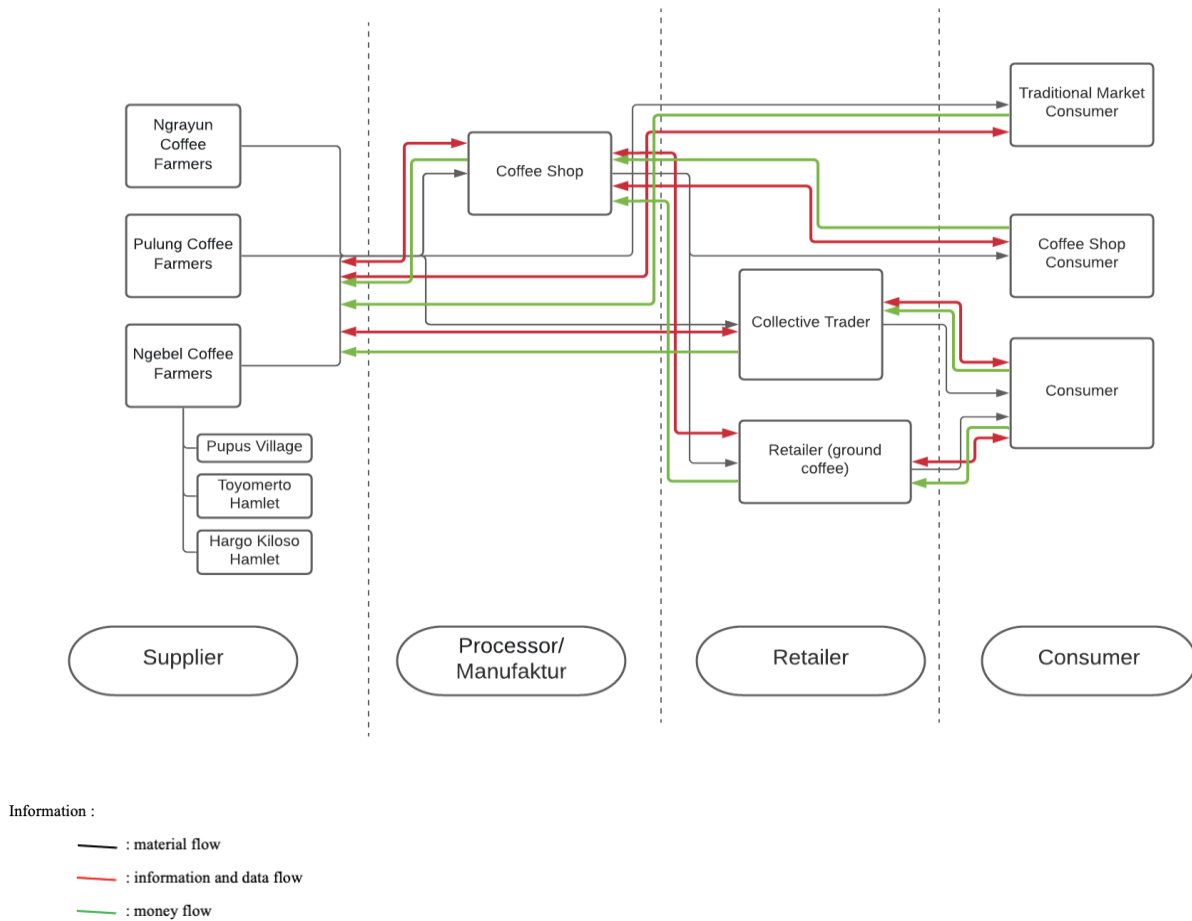 Ngrayun
Coffee
Farmers
Pulung Coffee
Farmers
Ngebel Coffee
Farmers
Pupus Village
Toyomerto
Hamlet
Hargo Kiloso
Hamlet
Coffee Shop
Collective Trader
Retailer (ground
coffee)
Traditional Market
Consumer
Coffee Shop
Consumer
Consumer
Supplier
Processor/
Manufaktur
Retailer
Consumer
Information :
: material flow
: information and data flow
: money flow